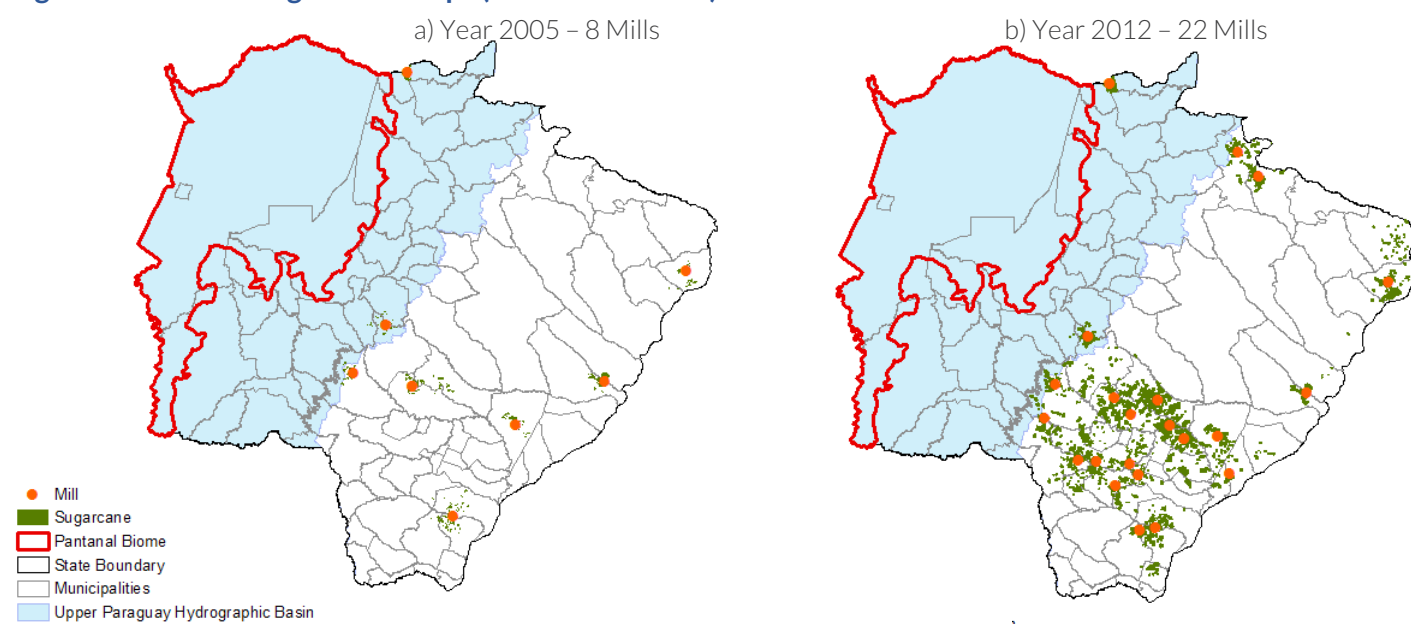 a) Year 2005 – 8 Mills
b) Year 2012 – 22 Mills
Mill
Sugarcane
Pantanal Biome
State Boundary
Municipalities
Upper Paraguay Hydrographic Basin